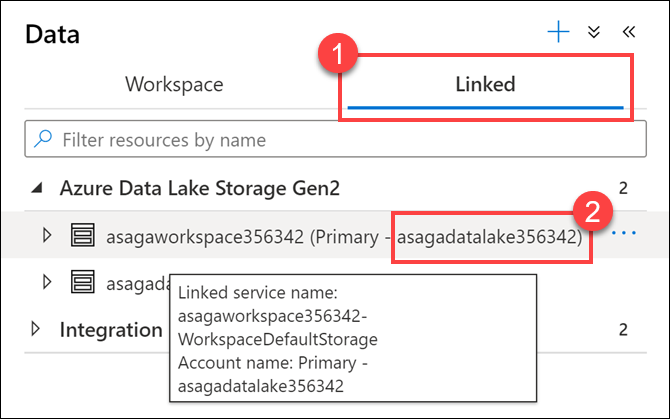 Data
1
Workspace
Linked
Filter resources by name
Azure Data Lake Storage Gen2 2
2
asagaworkspace356342 (Primary - asagadatalake356342) ...
asagada
Linked service name:
asagaworkspace356342-
WorkspaceDefaultStorage
Account name: Primary -
asagadatalake356342
Integration 2